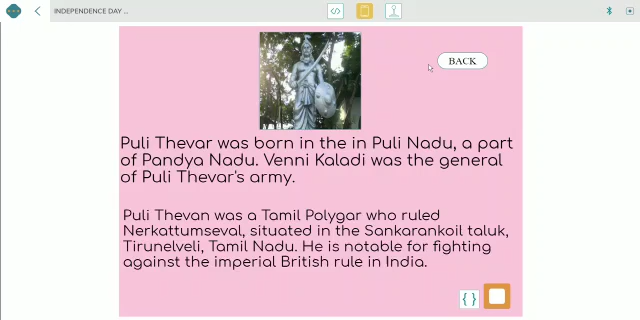 INDEPENDENCE DAY ...
BACK
Puli Thevar was born in the in Puli Nadu, a part
of Pandya Nadu. Venni Kaladi was the general
of Puli Thevar's army.
Puli Thevan was a Tamil Polygar who ruled
Nerkattumseval, situated in the Sankarankoil taluk,
Tirunelveli, Tamil Nadu. He is notable for fighting
against the imperial British rule in India.